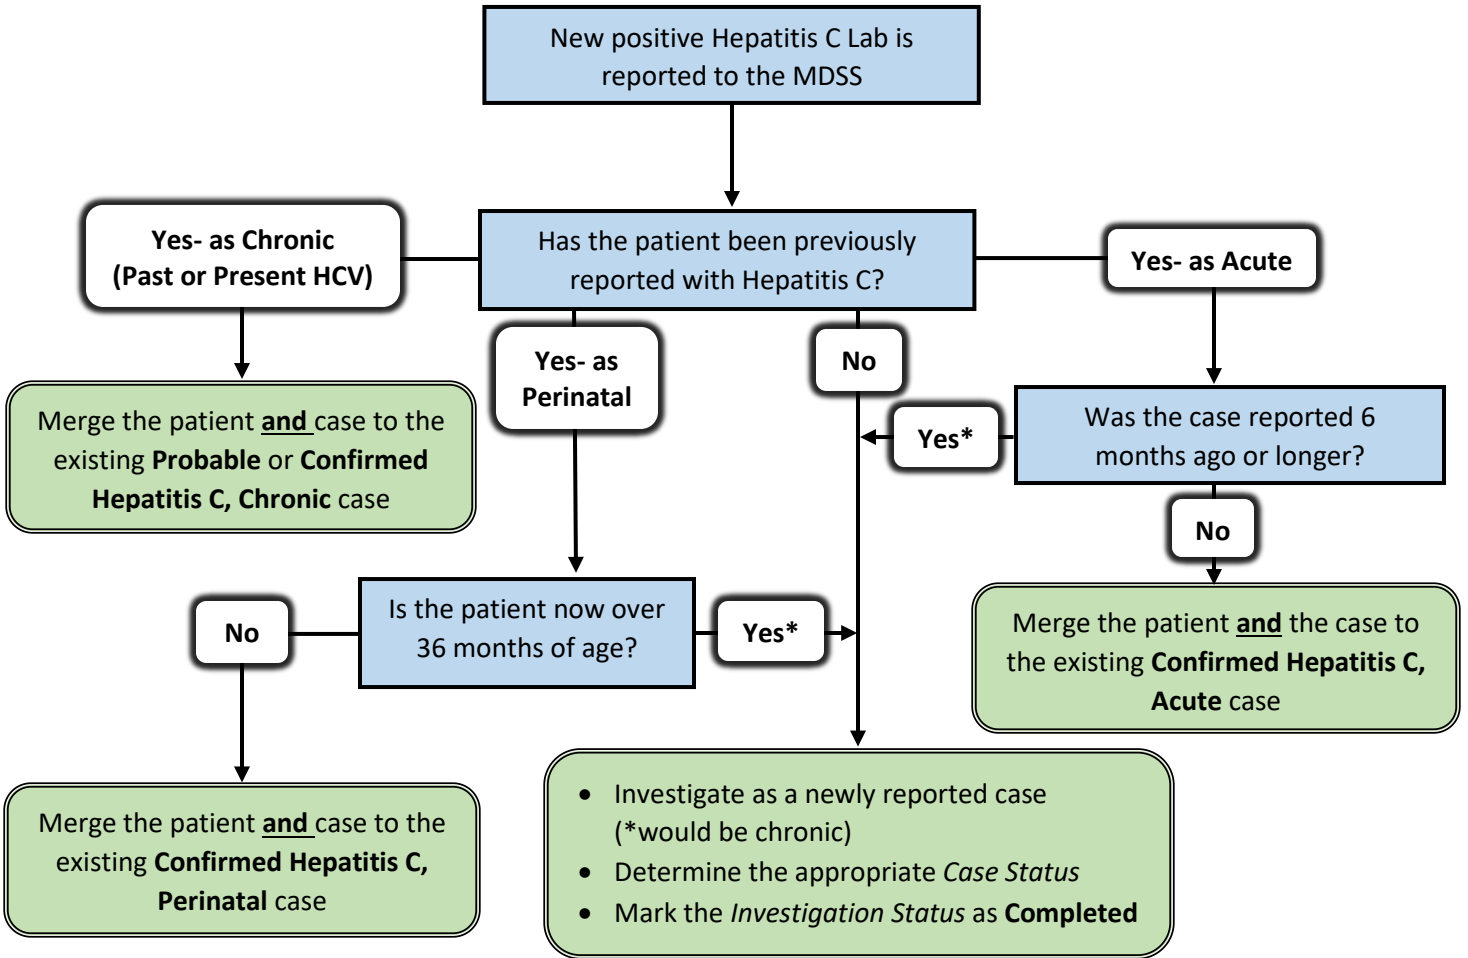 New positive Hepatitis C Lab is
reported to the MDSS
Yes- as Chronic
(Past or Present HCV)
Has the patient been previously
reported with Hepatitis C?
Yes- as Acute
Yes- as
Perinatal
No
Merge the patient and case to the
existing Probable or Confirmed
Hepatitis C, Chronic case
Yes*
Was the case reported 6
months ago or longer?
No
No
Is the patient now over
36 months of age?
Yes*
Merge the patient and the case to
the existing Confirmed Hepatitis C,
Acute case
Merge the patient and case to the
existing Confirmed Hepatitis C,
Perinatal case
• Investigate as a newly reported case
(*would be chronic)
• Determine the appropriate Case Status
• Mark the Investigation Status as Completed